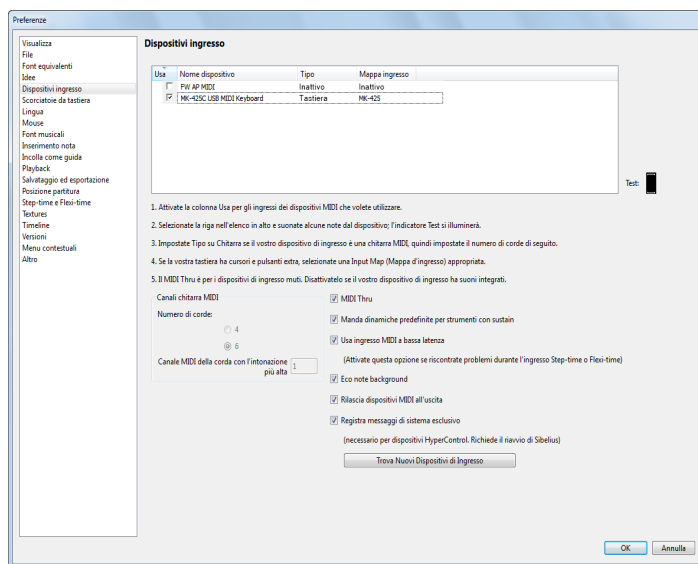 Preferenze
Visualizza
File
Font equivalenti
Idee
Dispositivi ingresso
Scorciatoie da tastiera
Lingua
Mouse
Font musicali
Inserimento nota
Incolla come guida
Playback
Salvataggio ed esportazione
Posizione partitura
Step-time e Flexi-time
Textures
Timeline
Versioni
Menu contestuali
Altro
Dispositivi ingresso
Usa Nome dispositivo Tipo Mappa ingresso
FW AP MIDI Inattivo Inattivo
MK-425C USB MIDI Keyboard Tastiera MK-425
Test:
1. Attivate la colonna Usa per gli ingressi dei dispositivi MIDI che volete utilizzare.
2. Selezionate la riga nell'elenco in alto e suonate alcune note dal dispositivo; l'indicatore Test si illuminerà.
3. Impostate Tipo su Chitarra se il vostro dispositivo di ingresso è una chitarra MIDI, quindi impostate il numero di corde di seguito.
4. Se la vostra tastiera ha cursori e pulsanti extra, selezionate una Input Map (Mappa d'ingresso) appropriata.
5. Il MIDI Thru è per i dispositivi di ingresso muti. Disattivatelo se il vostro dispositivo di ingresso ha suoni integrati.
Canali chitarra MIDI
Numero di corde:
4
6
Canale MIDI della corda con l'intonazione
più alta 1
MIDI Thru
Manda dinamiche predefinite per strumenti con sustain
Usa ingresso MIDI a bassa latenza
(Attivate questa opzione se riscontrate problemi durante l'ingresso Step-time o Flexi-time)
Eco note background
Rilascia dispositivi MIDI all'uscita
Registra messaggi di sistema esclusivo
(necessario per dispositivi HyperControl. Richiede il riavvio di Sibelius)
Trova Nuovi Dispositivi di Ingresso
OK Annulla